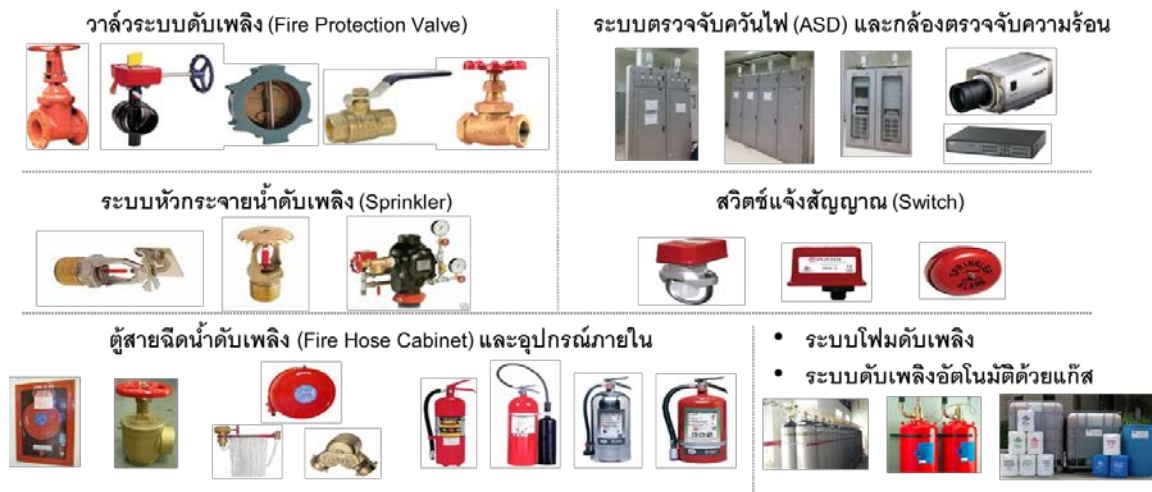 วาล์วระบบดับเพลิง (Fire Protection Valve)
ระบบตรวจจับควันไฟ (ASD) และกล้องตรวจจับความร้อน
ระบบหัวกระจายน้ำดับเพลิง (Sprinkler)
สวิตช์แจ้งสัญญาณ (Switch)
SPRINKLER
ALARM
ตู้สายฉีดน้ำดับเพลิง (Fire Hose Cabinet) และอุปกรณ์ภายใน
• ระบบโฟมดับเพลิง
• ระบบดับเพลิงอัตโนมัติด้วยแก๊ส